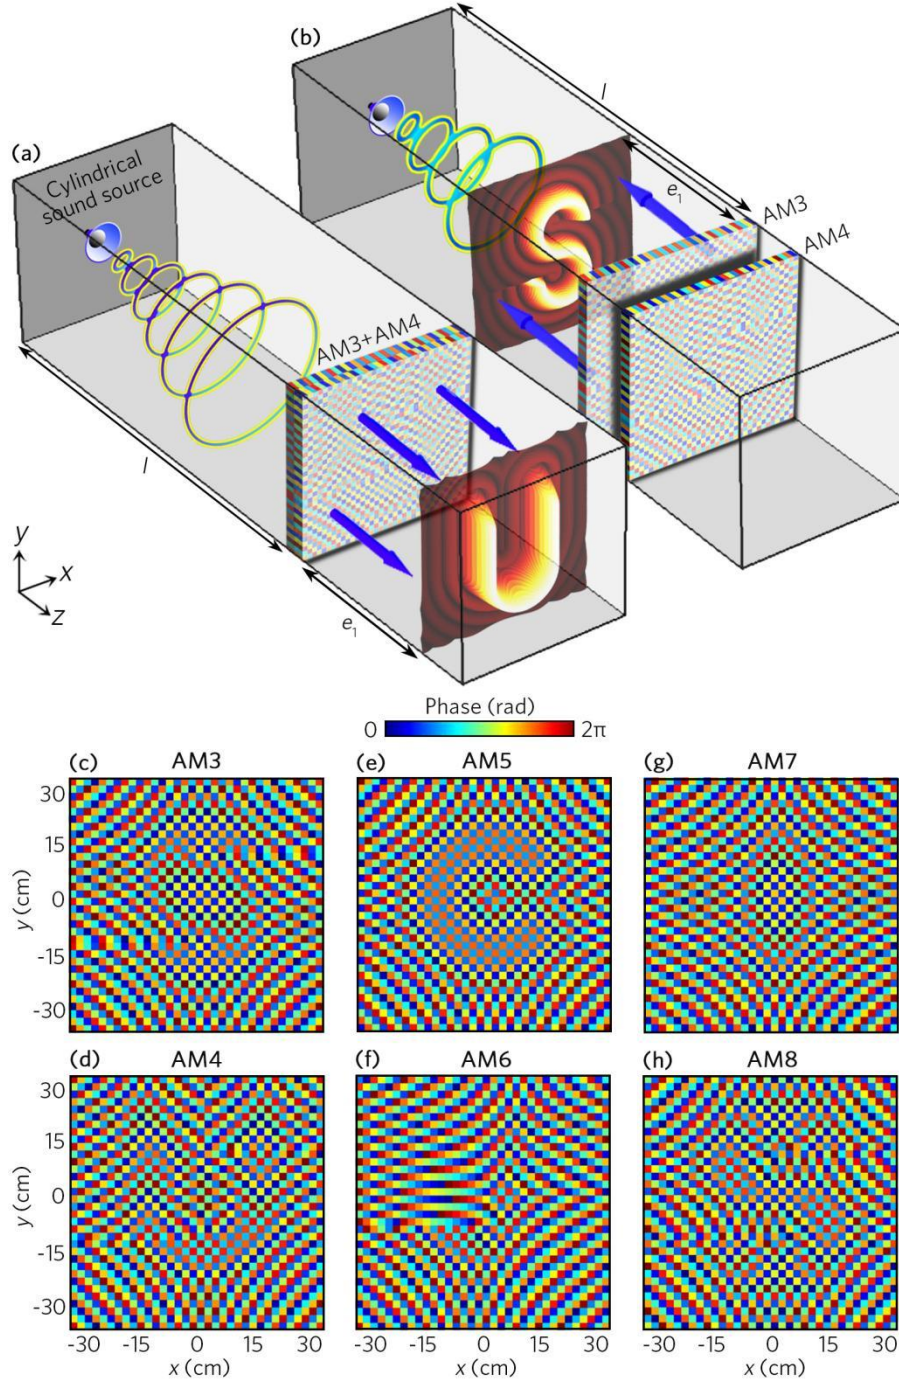 (b)
l
(a)
Cylindrical
sound source
e₁
AM3
AM4
S
AM3+AM4
l
U
e₁
y
x
z
Phase (rad)
0 2π
(c) AM3 (e) AM5 (g) AM7
30
15
0
-15
-30
y (cm)
(d) AM4 (f) AM6 (h) AM8
30
15
0
-15
-30
y (cm)
-30 -15 0 15 30 -30 -15 0 15 30 -30 -15 0 15 30
x (cm) x (cm) x (cm)